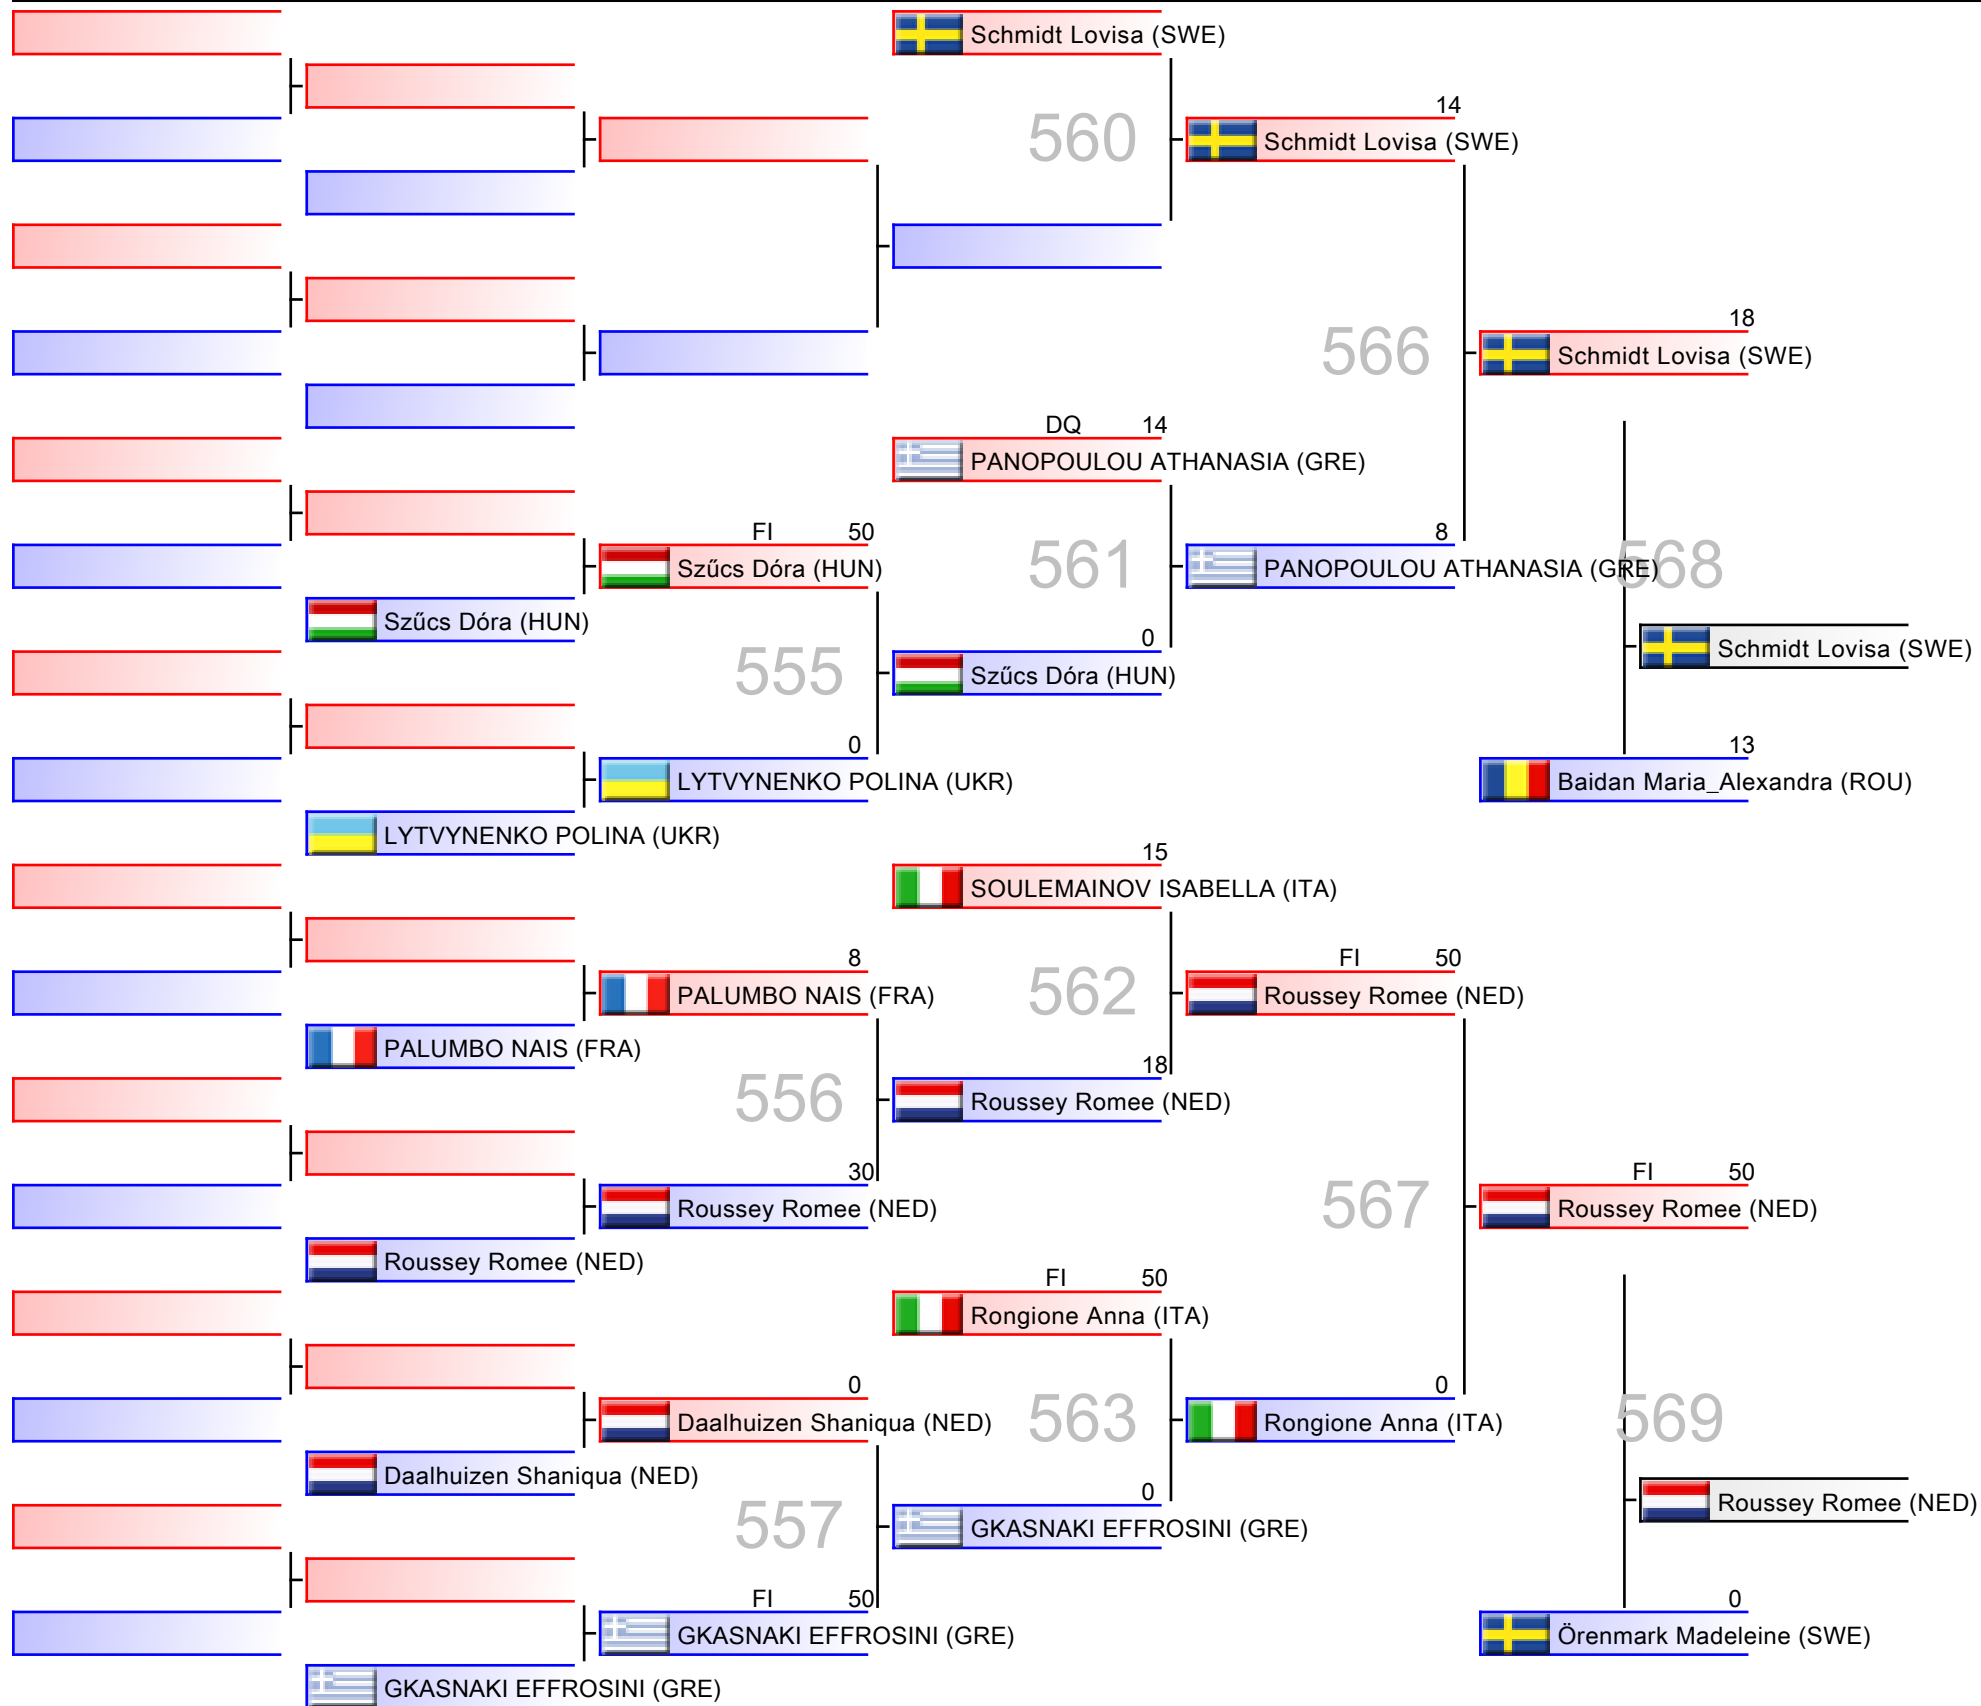 Schmidt Lovisa (SWE)
560
14
Schmidt Lovisa (SWE)
566
18
Schmidt Lovisa (SWE)
DQ 14
PANOPOULOU ATHANASIA (GRE)
FI 50
Szűcs Dóra (HUN)
561
8
PANOPOULOU ATHANASIA (GRE)
568
Szűcs Dóra (HUN)
555
0
Szűcs Dóra (HUN)
Schmidt Lovisa (SWE)
0
LYTVYNENKO POLINA (UKR)
13
Baidan Maria_Alexandra (ROU)
LYTVYNENKO POLINA (UKR)
15
SOULEMAINOV ISABELLA (ITA)
8
PALUMBO NAIS (FRA)
562
FI 50
Roussey Romee (NED)
PALUMBO NAIS (FRA)
556
18
Roussey Romee (NED)
30
Roussey Romee (NED)
567
FI 50
Roussey Romee (NED)
Roussey Romee (NED)
FI 50
Rongione Anna (ITA)
0
Daalhuizen Shaniqua (NED)
563
0
Rongione Anna (ITA)
569
Daalhuizen Shaniqua (NED)
557
0
GKASNAKI EFFROSINI (GRE)
Roussey Romee (NED)
FI 50
GKASNAKI EFFROSINI (GRE)
0
Örenmark Madeleine (SWE)
GKASNAKI EFFROSINI (GRE)